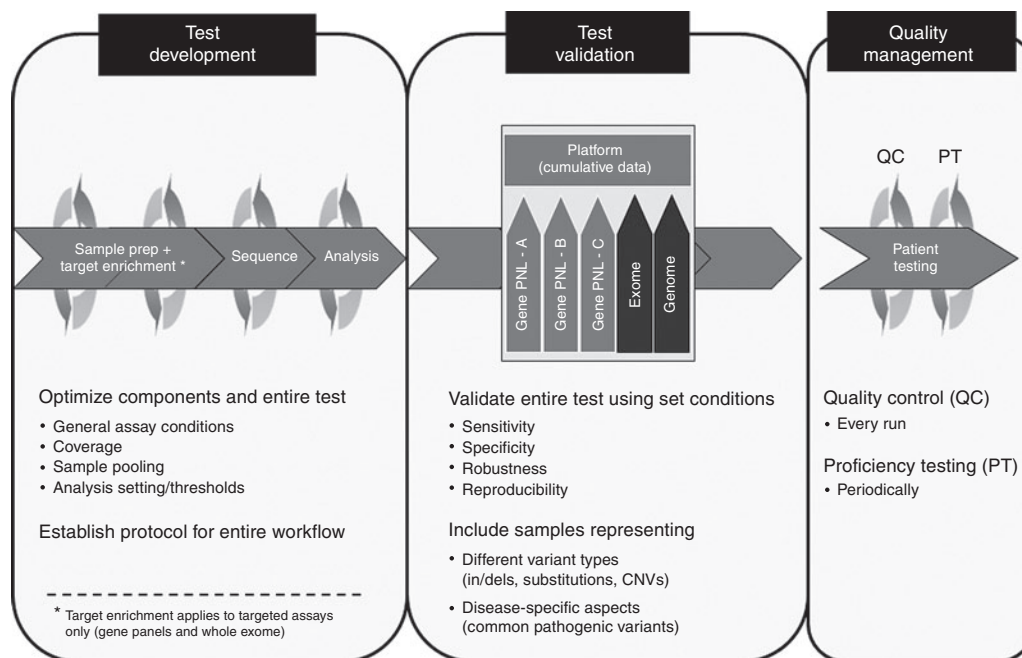 Test
development
Sample prep +
target enrichment *
Sequence
Analysis
Optimize components and entire test
• General assay conditions
• Coverage
• Sample pooling
• Analysis setting/thresholds
Establish protocol for entire workflow
* Target enrichment applies to targeted assays
only (gene panels and whole exome)
Test
validation
Platform
(cumulative data)
Gene PNL - A
Gene PNL - B
Gene PNL - C
Exome
Genome
Validate entire test using set conditions
• Sensitivity
• Specificity
• Robustness
• Reproducibility
Include samples representing
• Different variant types
(in/dels, substitutions, CNVs)
• Disease-specific aspects
(common pathogenic variants)
Quality
management
QC
PT
Patient
testing
Quality control (QC)
• Every run
Proficiency testing (PT)
• Periodically